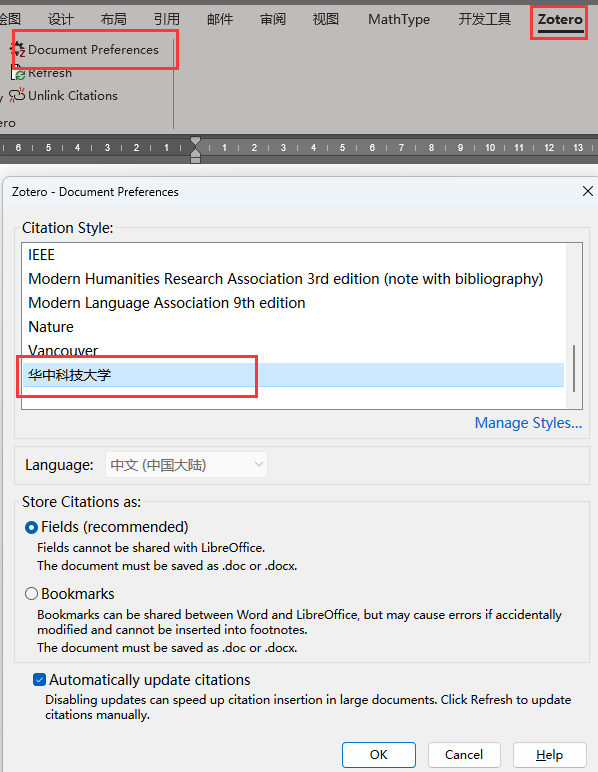 绘图 设计 布局 引用 邮件 审阅 视图 MathType 开发工具 Zotero
Document Preferences
Refresh
Unlink Citations
6 5 4 3 2 1 1 2 3 4 5 6 7 8 9 10 11 12 13
Zotero - Document Preferences
Citation Style:
IEEE
Modern Humanities Research Association 3rd edition (note with bibliography)
Modern Language Association 9th edition
Nature
Vancouver
华中科技大学
Manage Styles...
Language: 中文 (中国大陆)
Store Citations as:
Fields (recommended)
Fields cannot be shared with LibreOffice.
The document must be saved as .doc or .docx.
Bookmarks
Bookmarks can be shared between Word and LibreOffice, but may cause errors if accidentally
modified and cannot be inserted into footnotes.
The document must be saved as .doc or .docx.
Automatically update citations
Disabling updates can speed up citation insertion in large documents. Click Refresh to update
citations manually.
OK Cancel Help